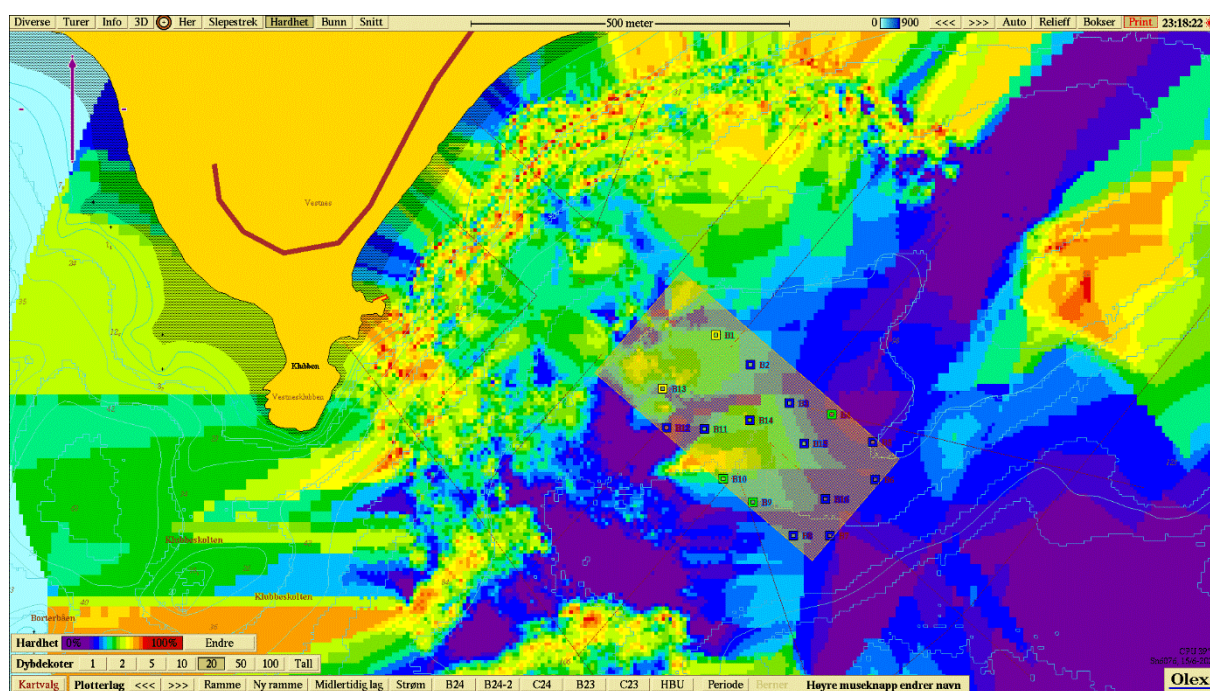 Diverse Turer Info 3D Her Slepestrek Hardhet Bunn Snitt 500 meter 0 900 <<< >>> Auto Relieff Bokser Print 23:18:22
Vestnes
Klubben
Vestnesklubben
B1
B2
B13
B14
B12
B11
B15
B10
B9
B16
Klubbeskolten
Klubbeskolten
Borterbåen
Hardhet 0% 100% Endre
Dybdekoter 1 2 5 10 20 50 100 Tall
Kartvalg Plotterlag <<< >>> Ramme Ny ramme Midlertidig lag Strøm B24 B24-2 C24 B23 C23 HBU Periode Berner Høyre museknapp endrer navn Olex